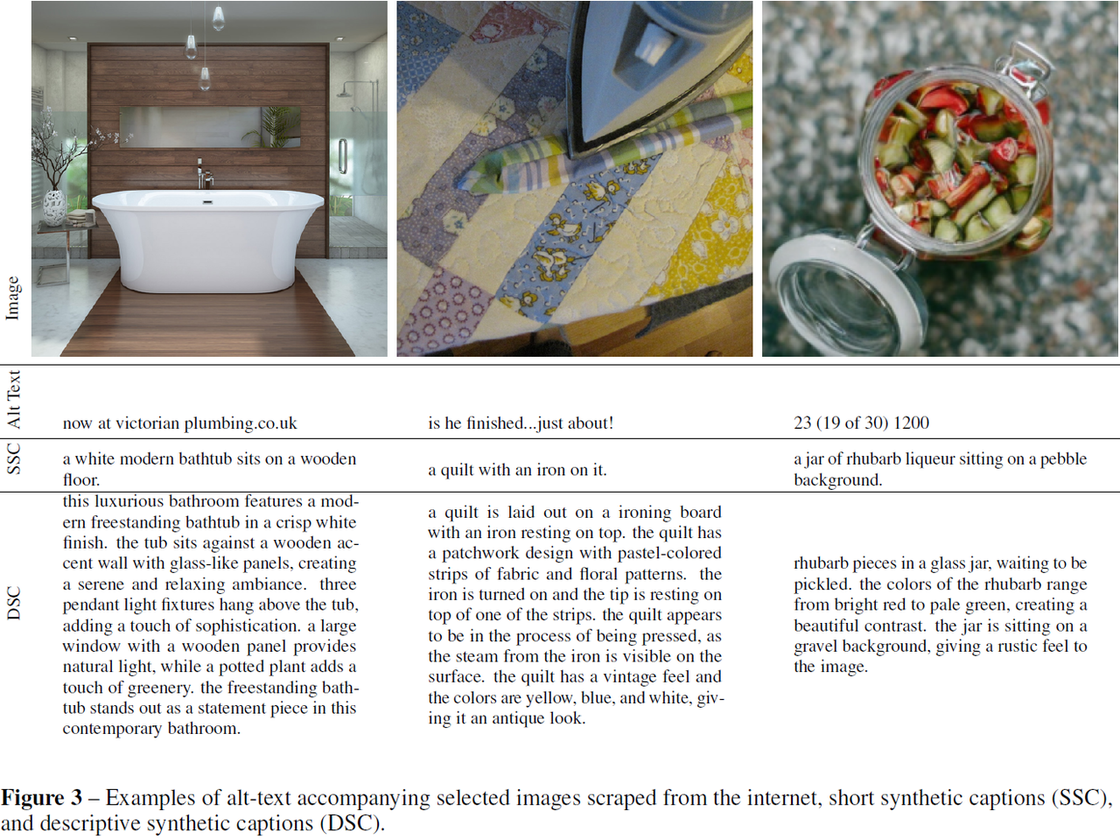 Image
Alt Text
now at victorian plumbing.co.uk
is he finished...just about!
23 (19 of 30) 1200
SSC
a white modern bathtub sits on a wooden
floor.
a quilt with an iron on it.
a jar of rhubarb liqueur sitting on a pebble
background.
DSC
this luxurious bathroom features a mod-
ern freestanding bathtub in a crisp white
finish. the tub sits against a wooden ac-
cent wall with glass-like panels, creating
a serene and relaxing ambiance. three
pendant light fixtures hang above the tub,
adding a touch of sophistication. a large
window with a wooden panel provides
natural light, while a potted plant adds a
touch of greenery. the freestanding bath-
tub stands out as a statement piece in this
contemporary bathroom.
a quilt is laid out on a ironing board
with an iron resting on top. the quilt has
a patchwork design with pastel-colored
strips of fabric and floral patterns. the
iron is turned on and the tip is resting on
top of one of the strips. the quilt appears
to be in the process of being pressed, as
the steam from the iron is visible on the
surface. the quilt has a vintage feel and
the colors are yellow, blue, and white, giv-
ing it an antique look.
rhubarb pieces in a glass jar, waiting to be
pickled. the colors of the rhubarb range
from bright red to pale green, creating a
beautiful contrast. the jar is sitting on a
gravel background, giving a rustic feel to
the image.
Figure 3 – Examples of alt-text accompanying selected images scraped from the internet, short synthetic captions (SSC),
and descriptive synthetic captions (DSC).